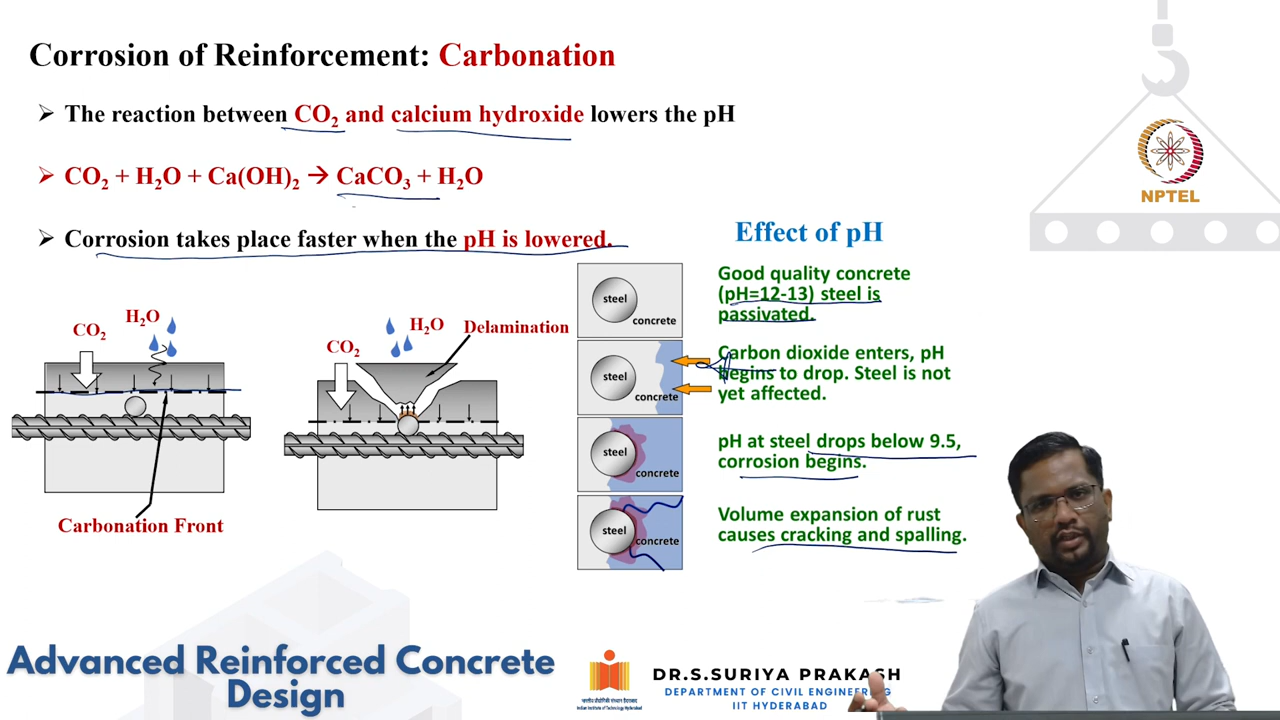 Corrosion of Reinforcement: Carbonation
➢ The reaction between CO₂ and calcium hydroxide lowers the pH
➢ CO₂ + H₂O + Ca(OH)₂ → CaCO₃ + H₂O
➢ Corrosion takes place faster when the pH is lowered.
NPTEL
CO₂
H₂O
Carbonation Front
CO₂
H₂O
Delamination
Effect of pH
steel
concrete
Good quality concrete
(pH=12-13) steel is
passivated.
steel
concrete
Carbon dioxide enters, pH
begins to drop. Steel is not
yet affected.
steel
concrete
pH at steel drops below 9.5,
corrosion begins.
steel
concrete
Volume expansion of rust
causes cracking and spalling.
Advanced Reinforced Concrete
Design
Indian Institute of Technology Hyderabad
DR.S.SURIYA PRAKASH
DEPARTMENT OF CIVIL ENGINEERING
IIT HYDERABAD